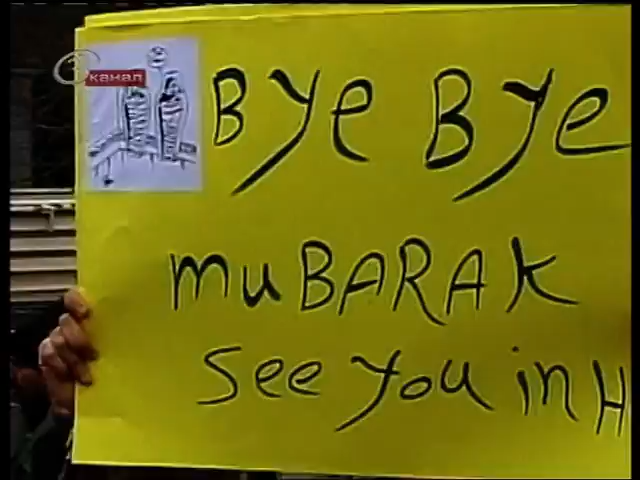 канал
Bye Bye
muBARAK
See You in H